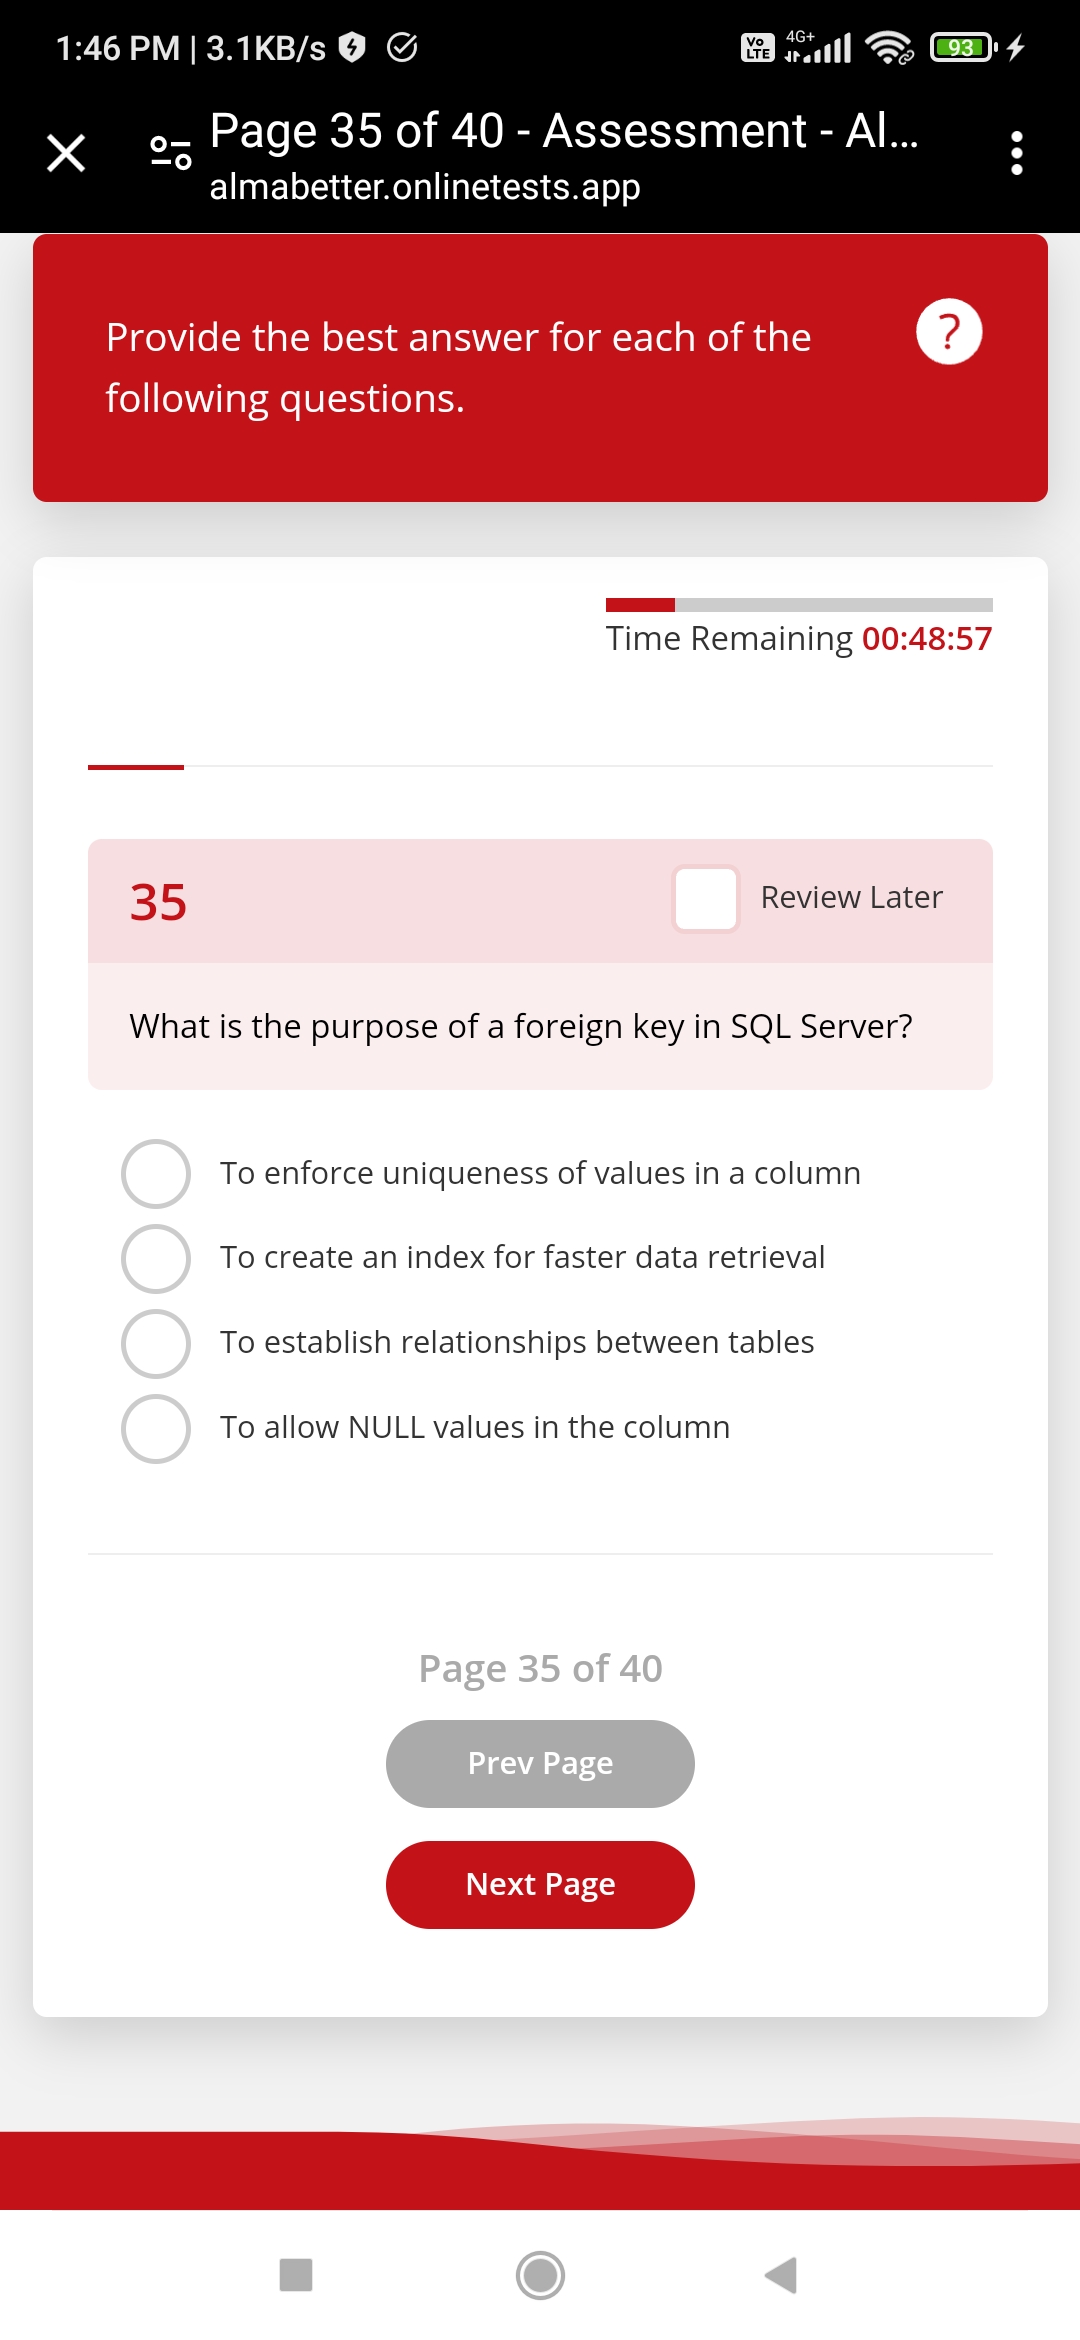 1:46 PM | 3.1KB/s
Vo LTE 4G+ 93
Page 35 of 40 - Assessment - Al...
almabetter.onlinetests.app
Provide the best answer for each of the
following questions.
?
Time Remaining 00:48:57
35
Review Later
What is the purpose of a foreign key in SQL Server?
To enforce uniqueness of values in a column
To create an index for faster data retrieval
To establish relationships between tables
To allow NULL values in the column
Page 35 of 40
Prev Page
Next Page